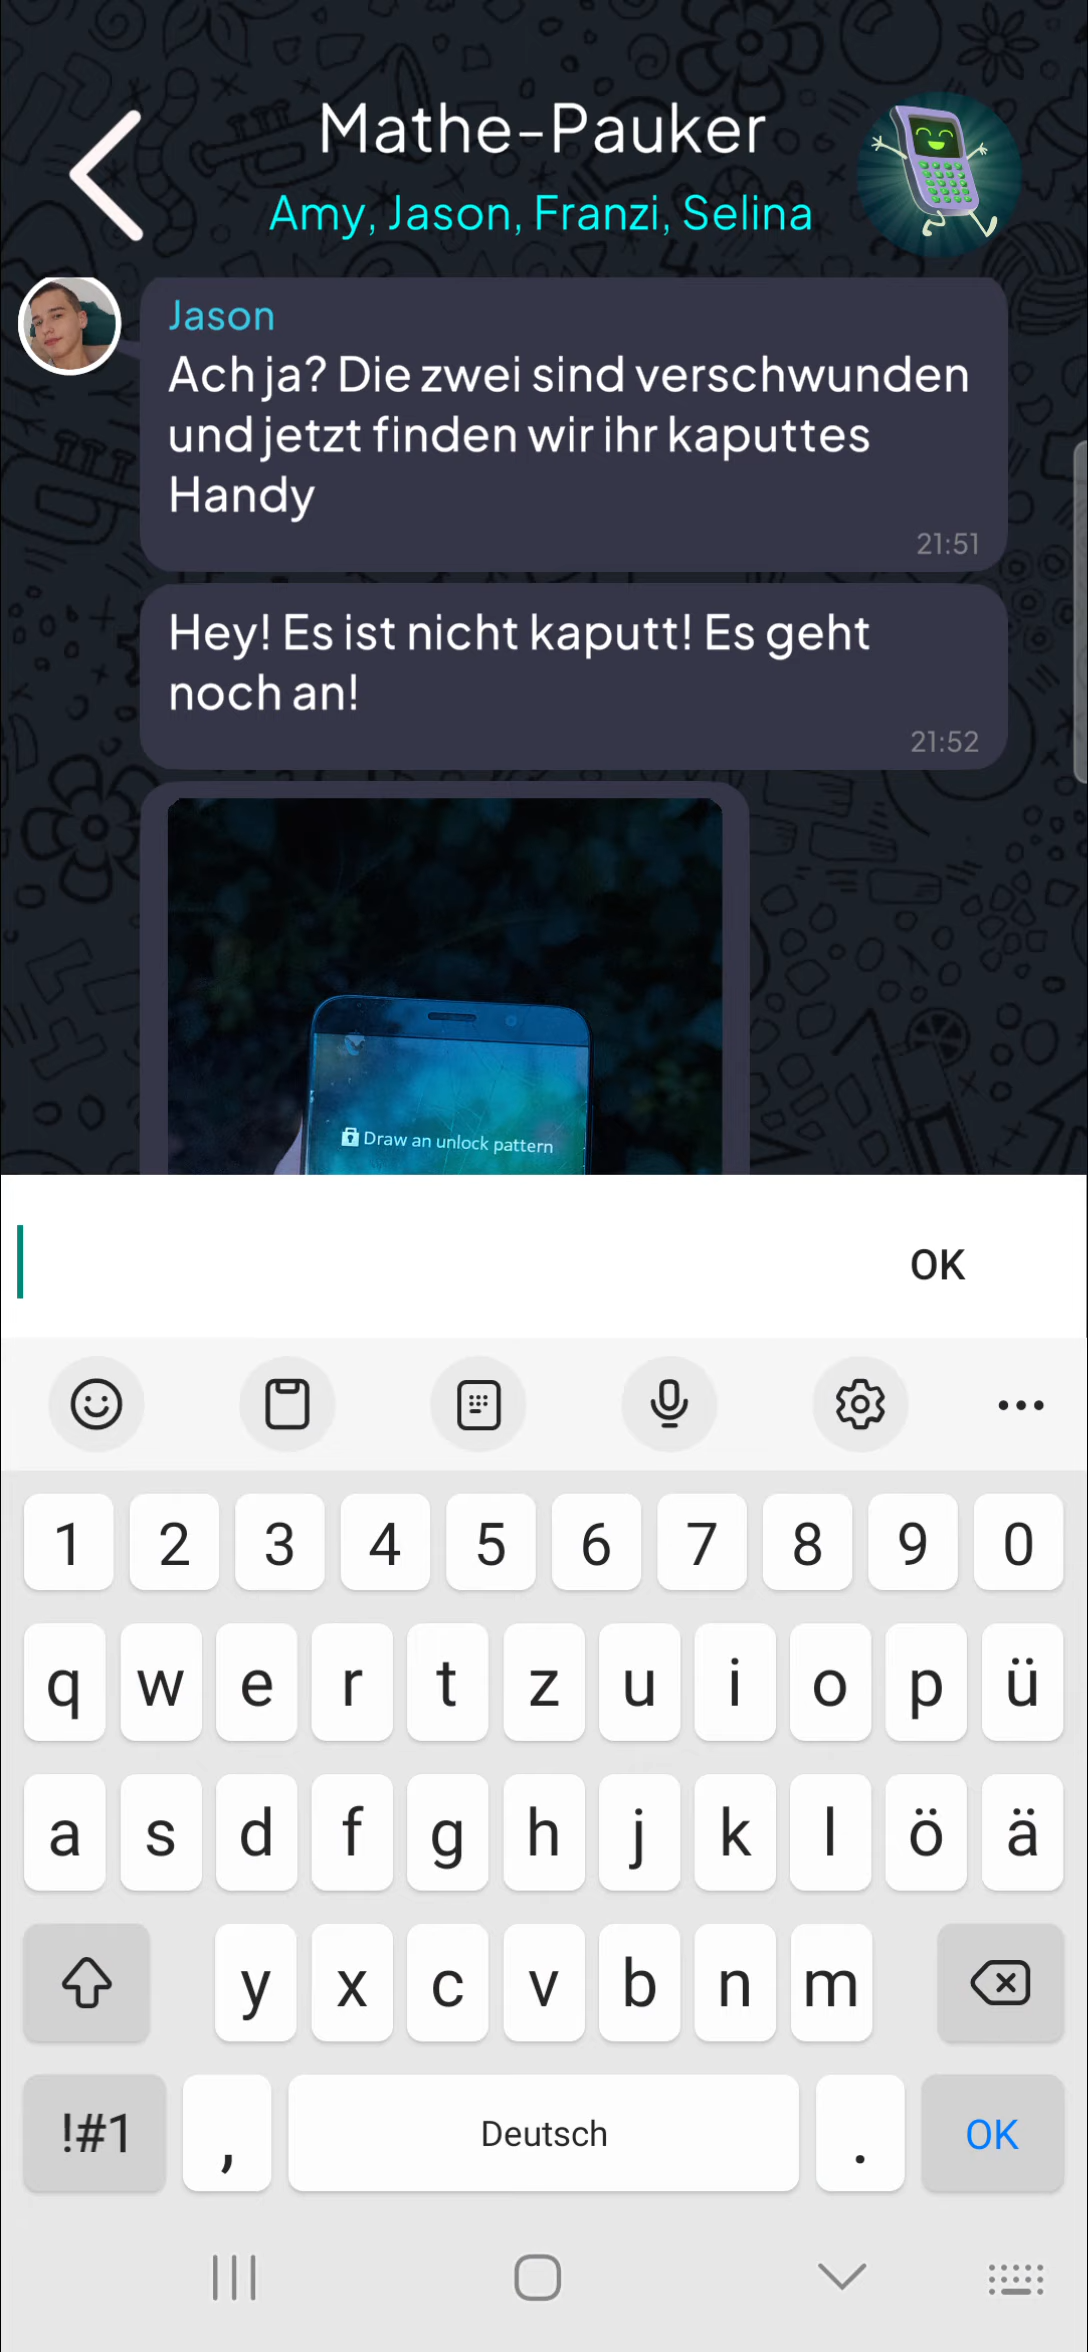 Mathe-Pauker
Amy, Jason, Franzi, Selina
Jason
Ach ja? Die zwei sind verschwunden
und jetzt finden wir ihr kaputtes
Handy
21:51
Hey! Es ist nicht kaputt! Es geht
noch an!
21:52
Draw an unlock pattern
OK
1 2 3 4 5 6 7 8 9 0
q w e r t z u i o p ü
a s d f g h j k l ö ä
y x c v b n m
!#1 , Deutsch . OK